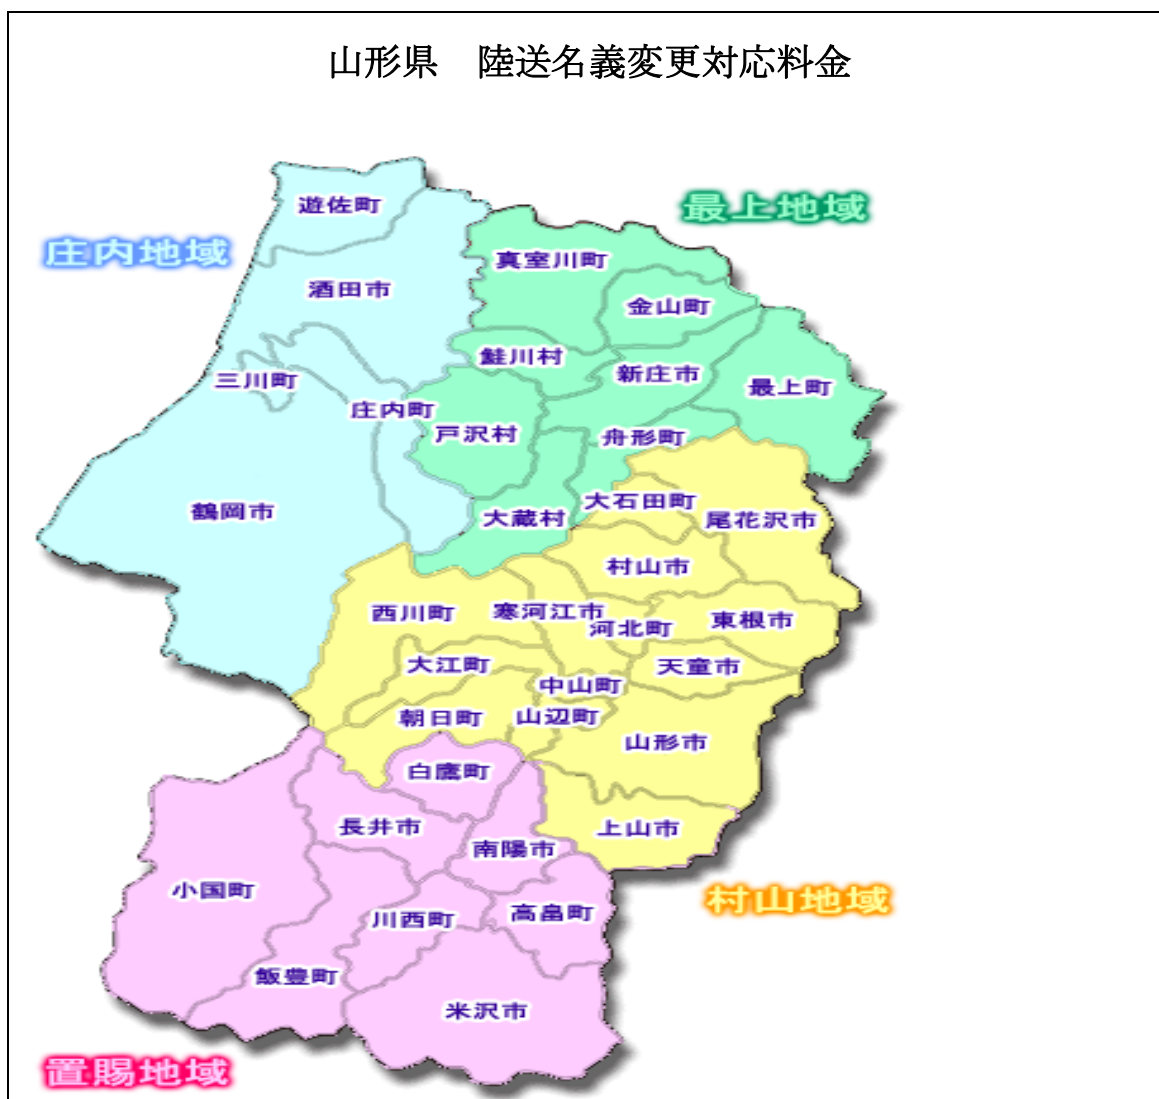 山形県　陸送名義変更対応料金
遊佐町
最上地域
庄内地域
真室川町
酒田市
金山町
鮭川村
新庄市
三川町
最上町
庄内町
戸沢村
舟形町
大石田町
鶴岡市
大蔵村
尾花沢市
村山市
西川町
寒河江市
河北町
東根市
大江町
天童市
中山町
朝日町
山辺町
山形市
白鷹町
長井市
上山市
南陽市
小国町
村山地域
川西町
高畠町
飯豊町
米沢市
置賜地域